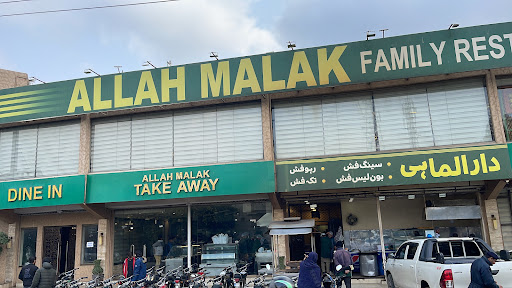 ALLAH MALAK FAMILY REST
DINE IN
ALLAH MALAK
TAKE AWAY
دارالماہی
سینگ فش
رہو فش
بون لیس فش
تک فش